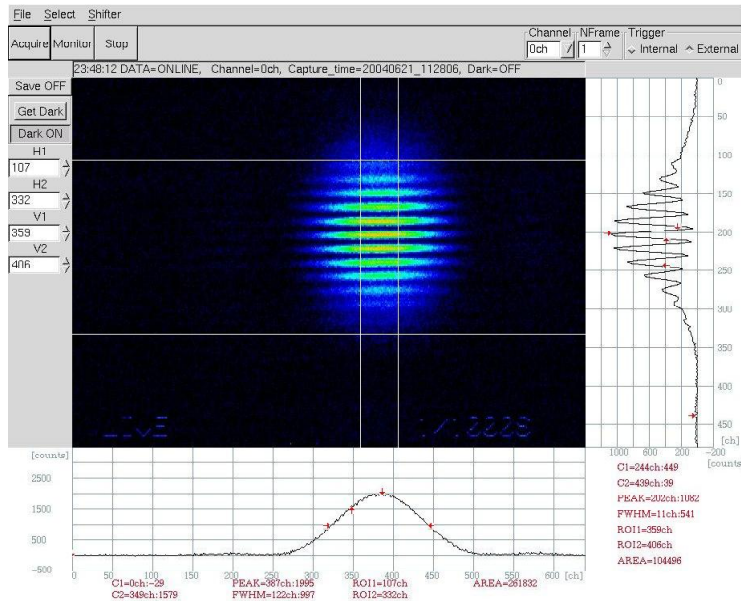 File Select Shifter
Acquire Monitor Stop
Channel NFrame Trigger
0ch 1 Internal External
23:48:12 DATA=ONLINE, Channel=0ch, Capture_time=20040621_112806, Dark=OFF
Save OFF
Get Dark
Dark ON
H1
107
H2
332
V1
359
V2
406
0
50
100
150
200
250
300
350
400
450
[ch]
1000 600 200 -200
[counts]
C1=244ch:449
C2=439ch:39
PEAK=202ch:1082
FWHM=11ch:541
ROI1=359ch
ROI2=406ch
AREA=104496
[counts]
2500
1500
500
-500
0 50 100 150 200 250 300 350 400 450 500 550 600 [ch]
C1=0ch:-29 PEAK=387ch:1995 ROI1=107ch AREA=261832
C2=349ch:1579 FWHM=122ch:997 ROI2=332ch